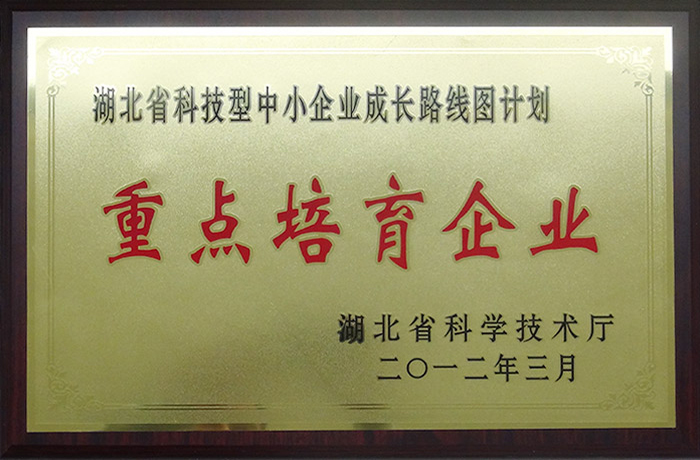 湖北省科技型中小企业成长路线图计划
重点培育企业
湖北省科学技术厅
二〇一二年三月